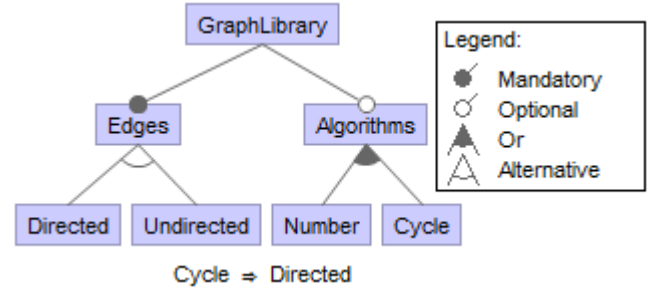 GraphLibrary
Legend:
Mandatory
Optional
Or
Alternative
Edges
Algorithms
Directed
Undirected
Number
Cycle
Cycle ⇒ Directed